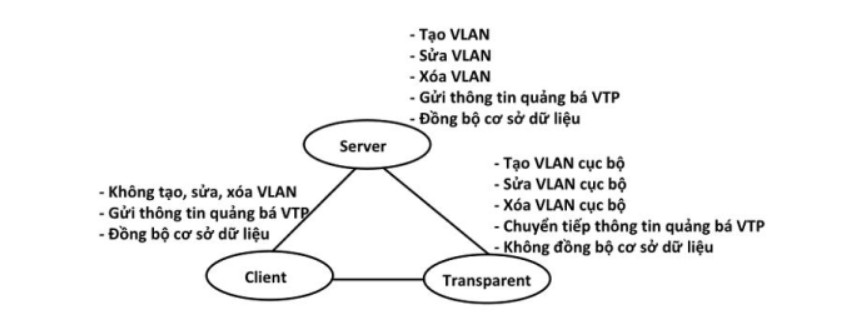 - Tạo VLAN
- Sửa VLAN
- Xóa VLAN
- Gửi thông tin quảng bá VTP
- Đồng bộ cơ sở dữ liệu
Server
- Tạo VLAN cục bộ
- Sửa VLAN cục bộ
- Xóa VLAN cục bộ
- Chuyển tiếp thông tin quảng bá VTP
- Không đồng bộ cơ sở dữ liệu
- Không tạo, sửa, xóa VLAN
- Gửi thông tin quảng bá VTP
- Đồng bộ cơ sở dữ liệu
Client
Transparent